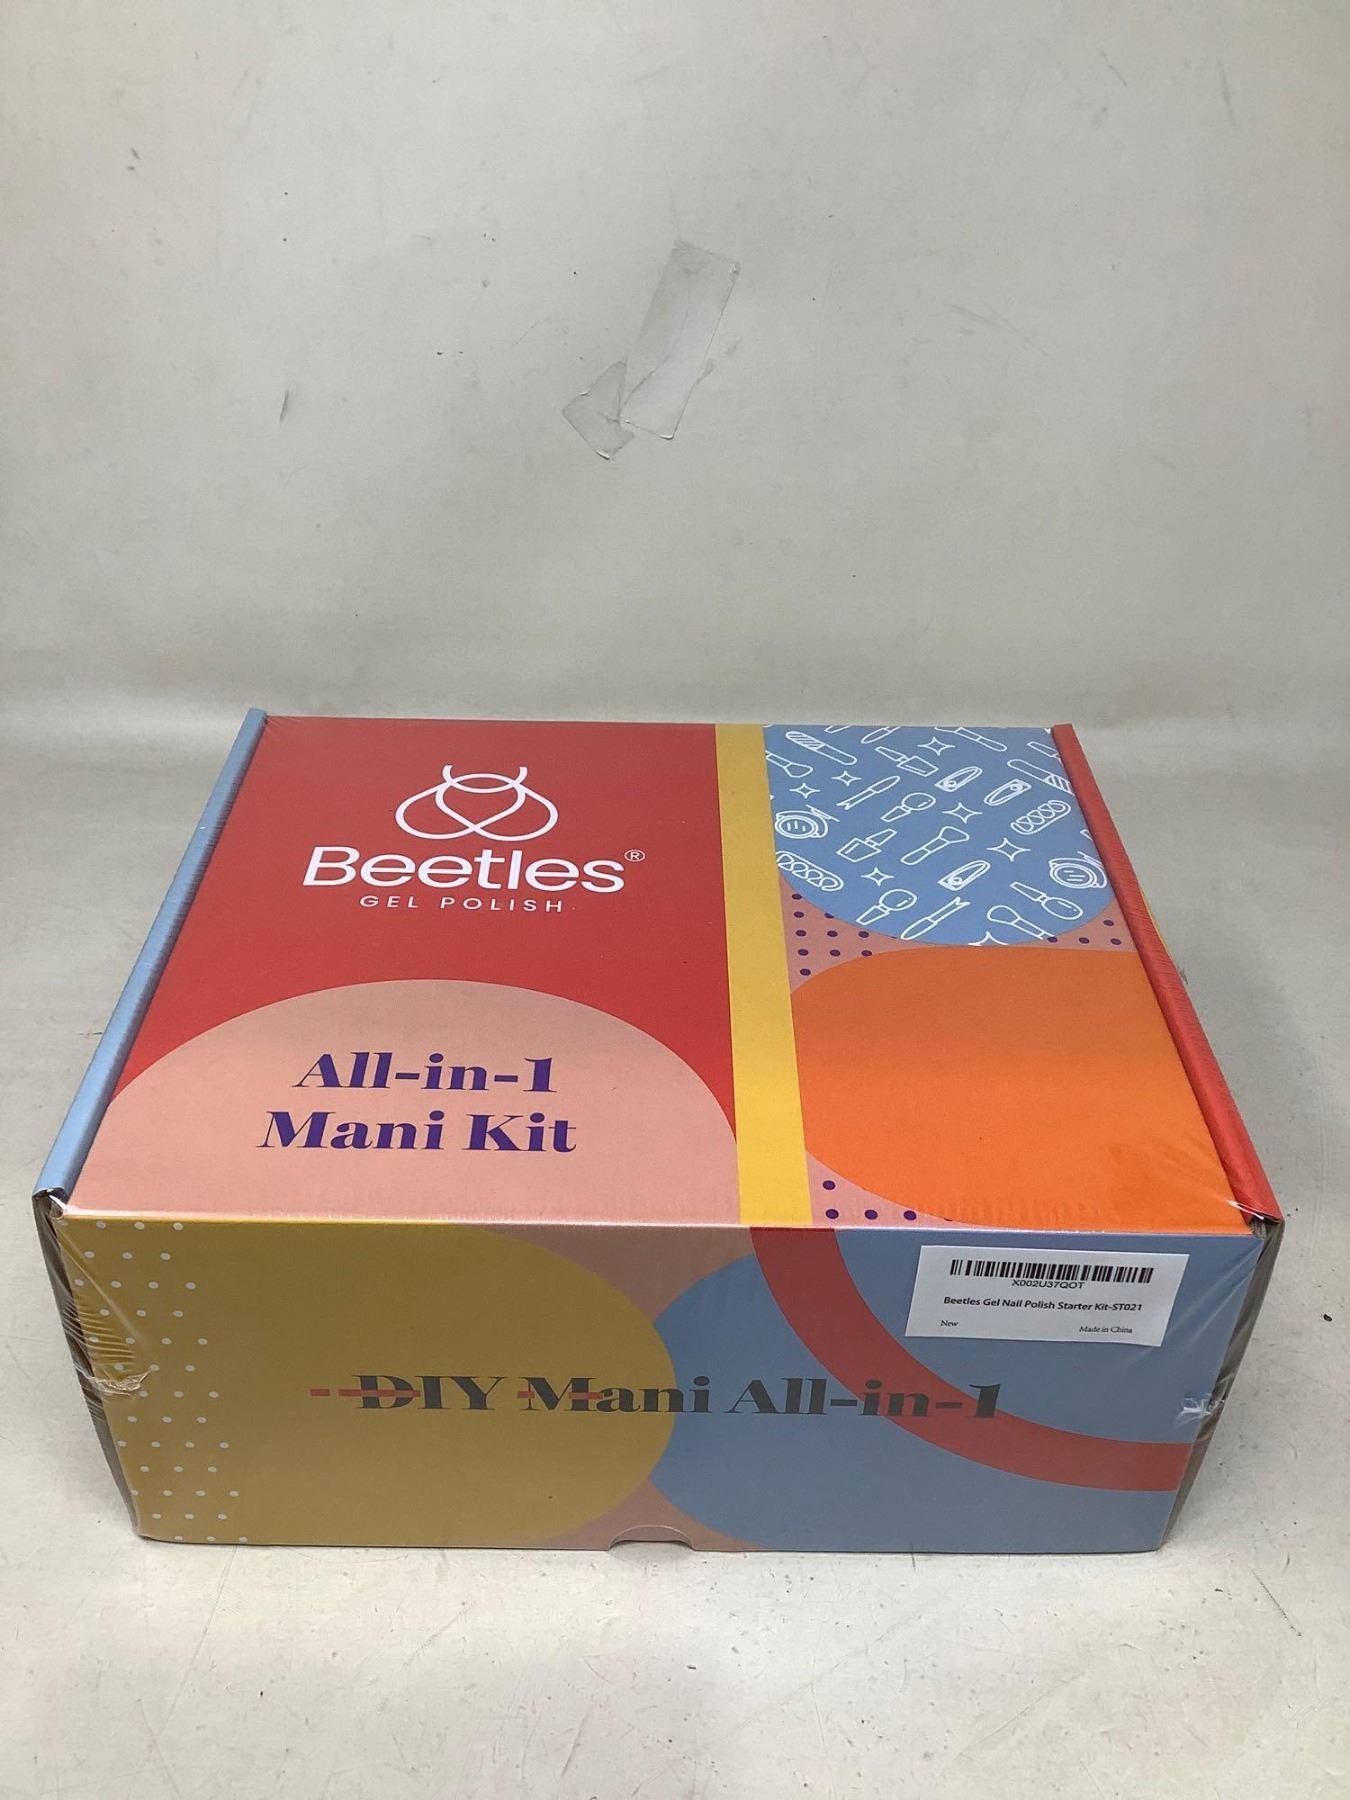 Beetles®
GEL POLISH
All-in-1
Mani Kit
X002U37QOT
Beetles Gel Nail Polish Starter Kit-ST021
New Made in China
DIY Mani All-in-1